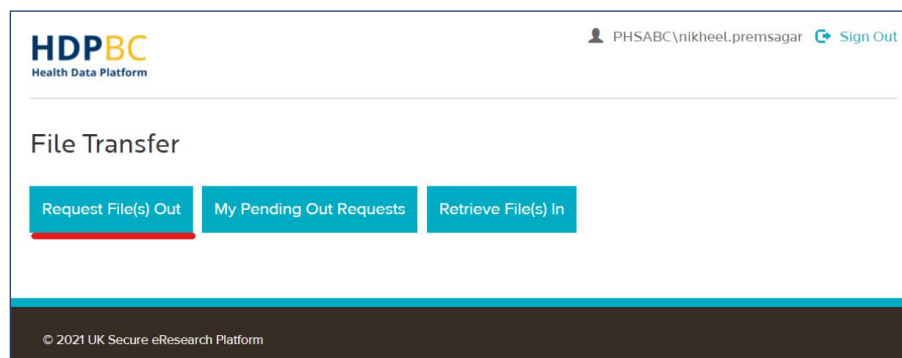 HDPBC
Health Data Platform
PHSABC\nikheel.premsagar Sign Out
File Transfer
Request File(s) Out My Pending Out Requests Retrieve File(s) In
© 2021 UK Secure eResearch Platform